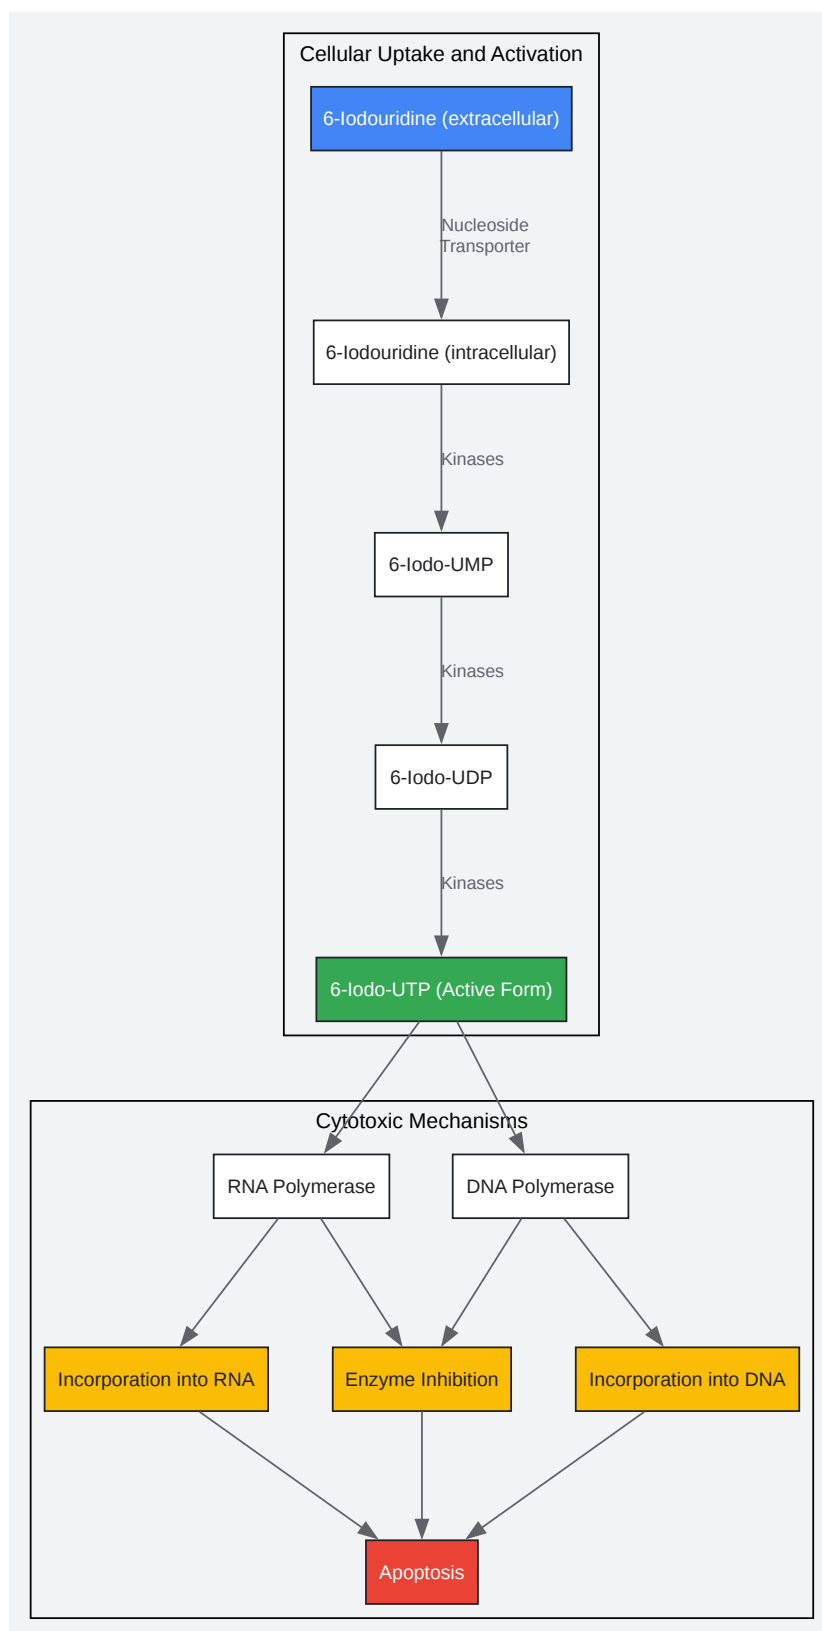 Cellular Uptake and Activation
6-Iodouridine (extracellular)
Nucleoside
Transporter
6-Iodouridine (intracellular)
Kinases
6-Iodo-UMP
Kinases
6-Iodo-UDP
Kinases
6-Iodo-UTP (Active Form)
Cytotoxic Mechanisms
RNA Polymerase
DNA Polymerase
Incorporation into RNA
Enzyme Inhibition
Incorporation into DNA
Apoptosis